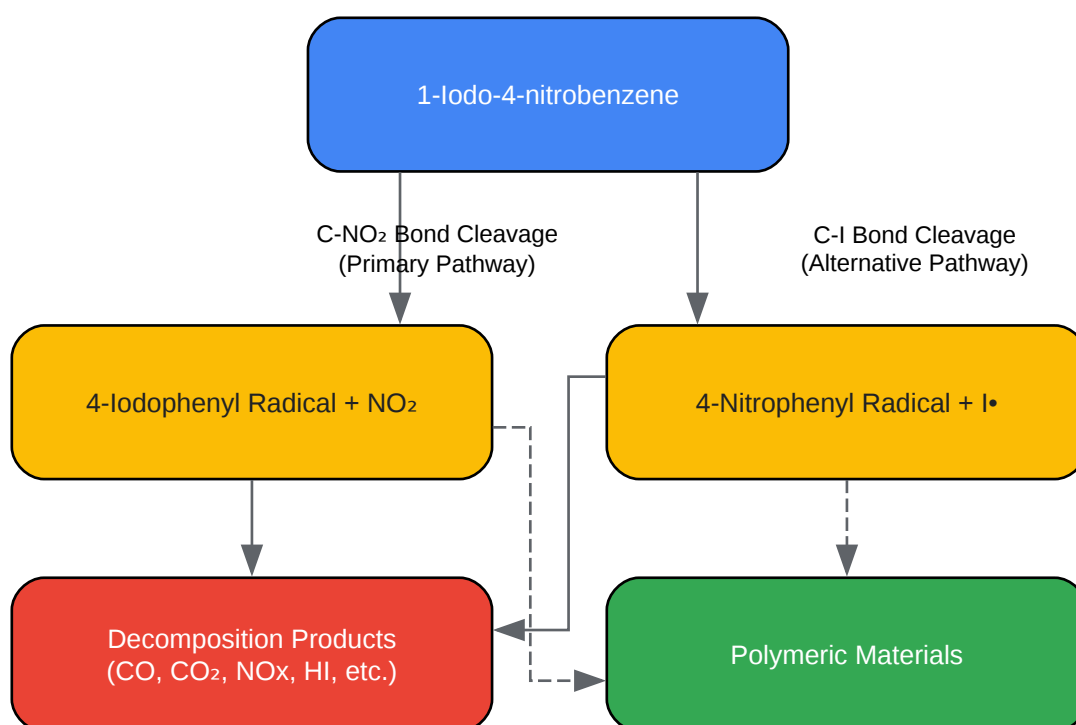 1-Iodo-4-nitrobenzene
C-NO₂ Bond Cleavage
(Primary Pathway)
C-I Bond Cleavage
(Alternative Pathway)
4-Iodophenyl Radical + NO₂
4-Nitrophenyl Radical + I•
Decomposition Products
(CO, CO₂, NOx, HI, etc.)
Polymeric Materials